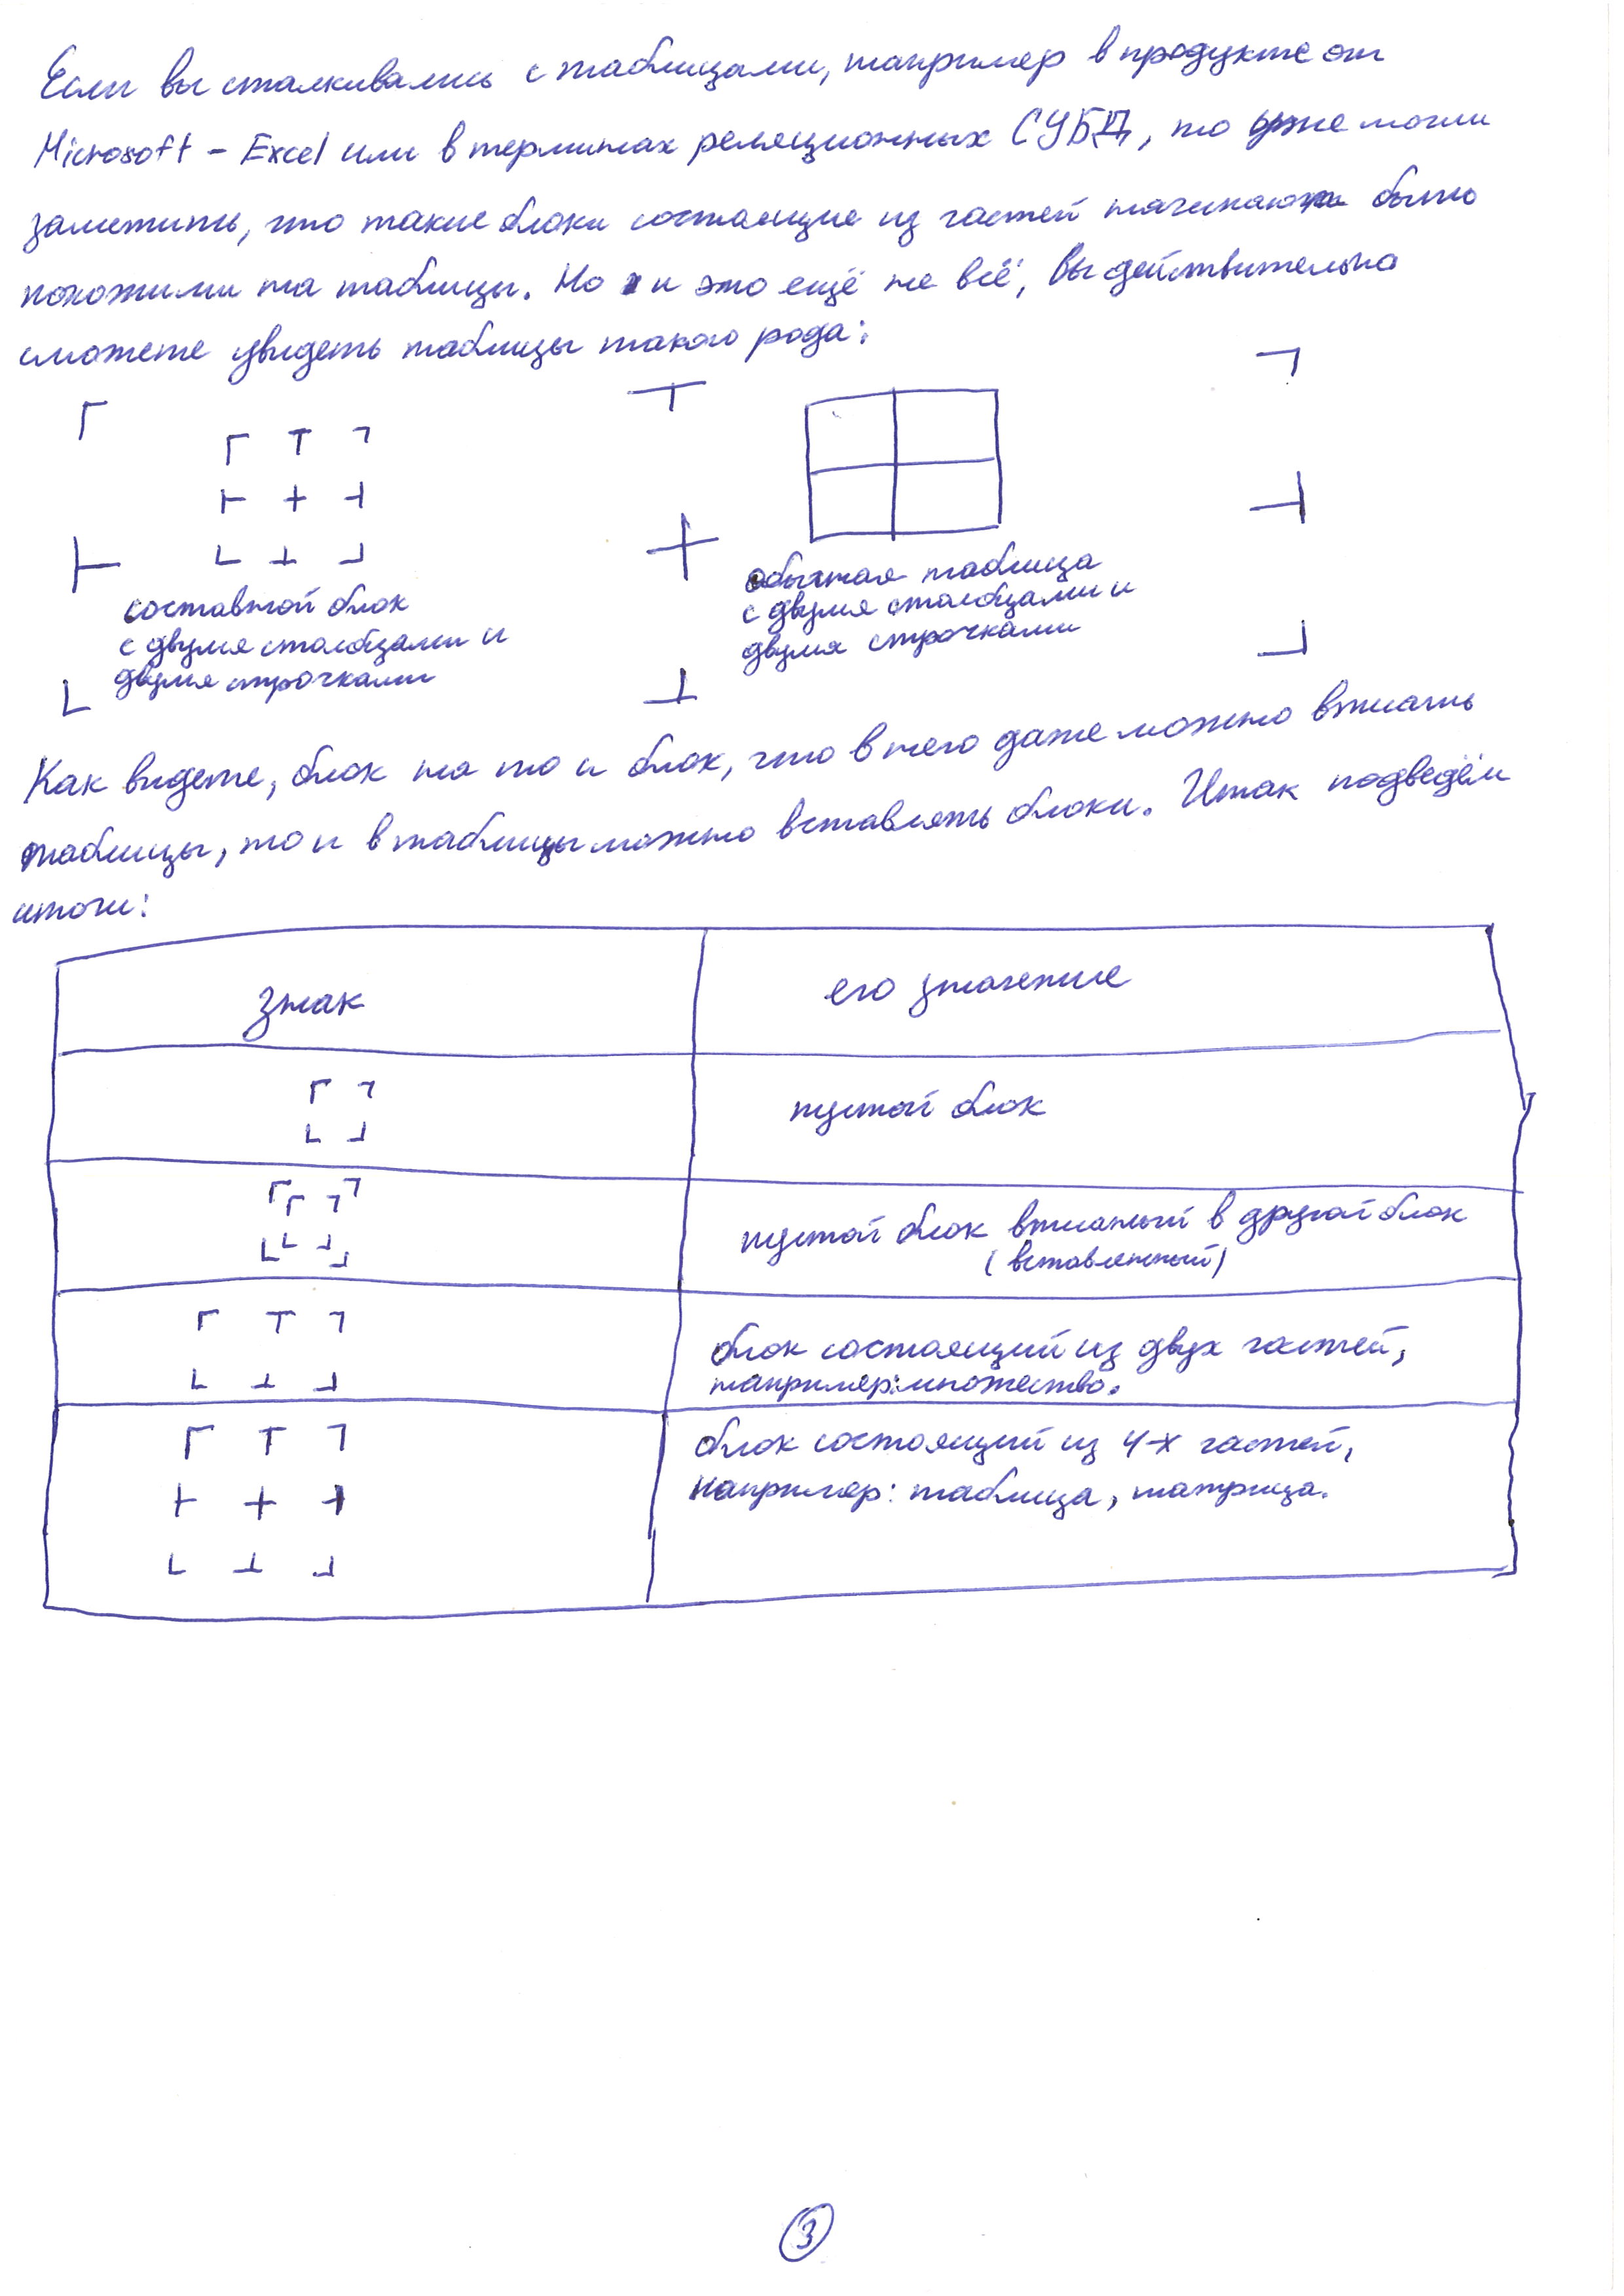 Если вы сталкивались с таблицами, например в продукте от
Microsoft - Excel или в терминах реляционных СУБД, то уже могли
заметить, что такие блоки состоящие из частей начинают было
похожими на таблицы. Но и это ещё не всё, вы действительно
сможете увидеть таблицы такого рода:
составной блок
с двумя столбцами и
двумя строчками
обычная таблица
с двумя столбцами и
двумя строчками
Как видете, блок на то и блок, что в него даже можно впихать
таблицы, то и в таблицы можно вставлять блоки. Итак подведём
итоги:
знак его значение
пустой блок
пустой блок впиханый в другой блок
(вставленный)
блок состоящий из двух частей,
например: множество.
блок состоящий из 4-х частей,
например: таблица, матрица.
3